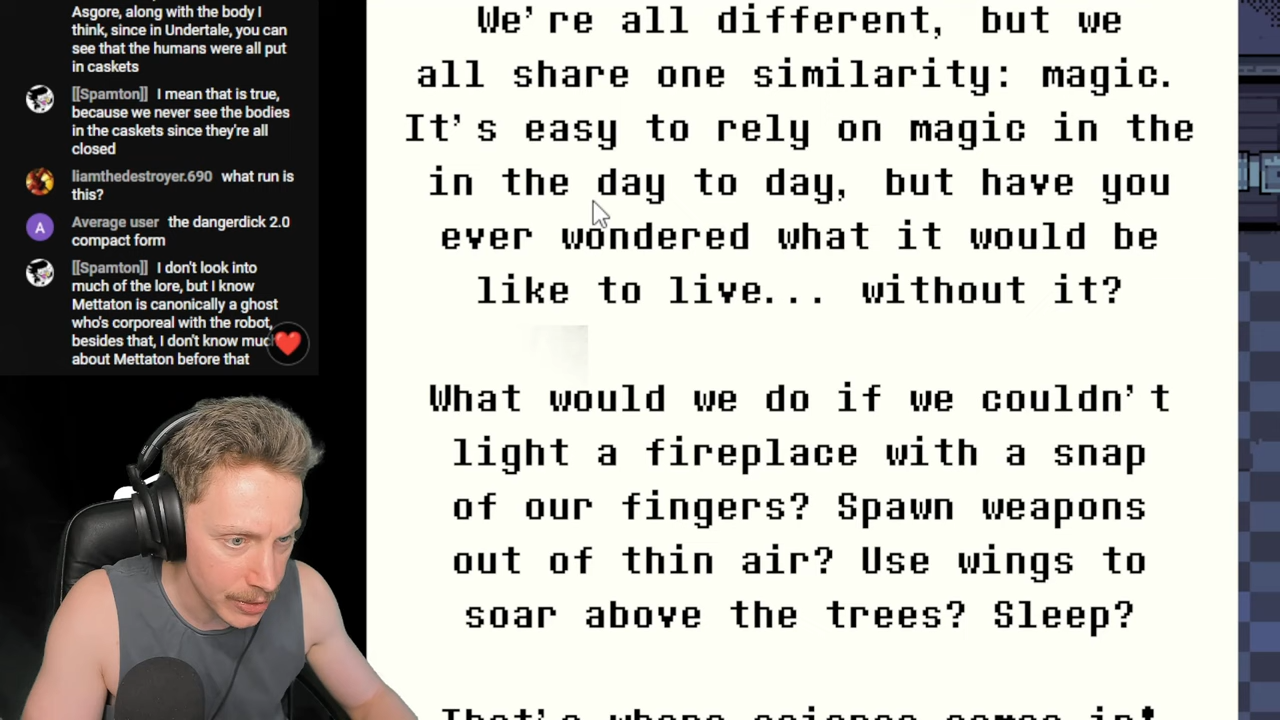 Asgore, along with the body I
think, since in Undertale, you can
see that the humans were all put
in caskets
[[Spamton]] I mean that is true,
because we never see the bodies
in the caskets since they're all
closed
liamthedestroyer.690 what run is
this?
A
Average user the dangerdick 2.0
compact form
[[Spamton]] I don't look into
much of the lore, but I know
Mettaton is canonically a ghost
who's corporeal with the robot,
besides that, I don't know much
about Mettaton before that
We're all different, but we
all share one similarity: magic.
It's easy to rely on magic in the
in the day to day, but have you
ever wondered what it would be
like to live... without it?
What would we do if we couldn't
light a fireplace with a snap
of our fingers? Spawn weapons
out of thin air? Use wings to
soar above the trees? Sleep?
That's where science comes in!